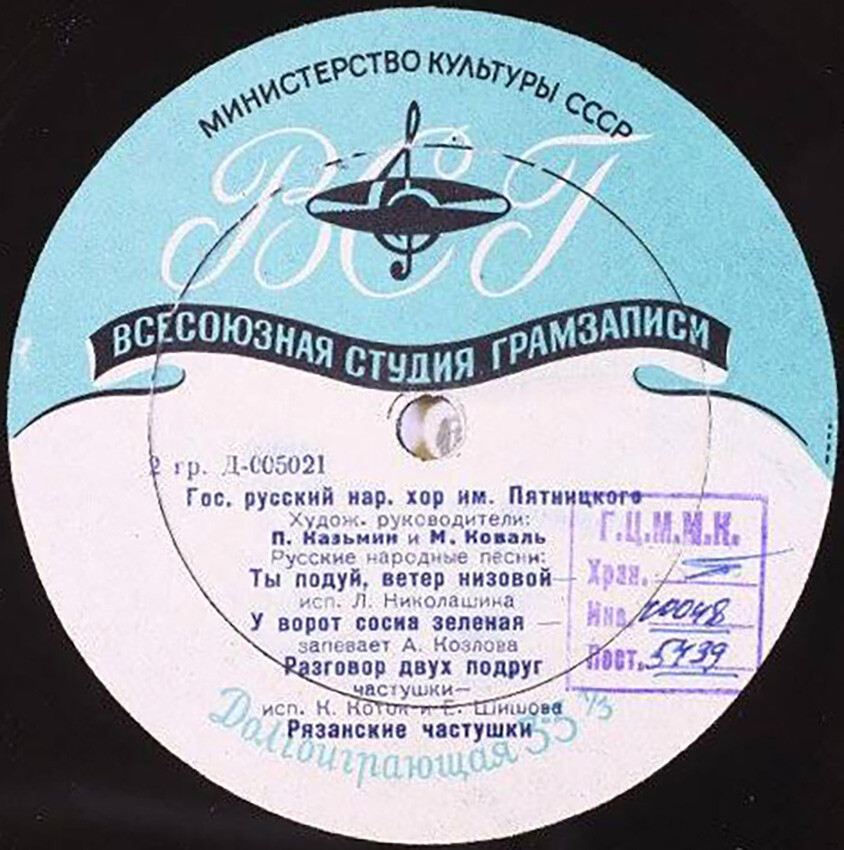 МИНИСТЕРСТВО КУЛЬТУРЫ СССР
ВСГ
ВСЕСОЮЗНАЯ СТУДИЯ ГРАМЗАПИСИ
2 гр. Д-005021
Гос. русский нар. хор им. Пятницкого
Худож. руководители:
П. Казьмин и М. Коваль
Русские народные песни:
Ты подуй, ветер низовой—
исп. Л. Николашина
У ворот сосна зеленая —
запевает А. Козлова
Разговор двух подруг
частушки—
исп. К. Коток и Е. Шишова
Рязанские частушки
Долгоиграющая 33 1/3
Г.Ц.М.М.К.
Хран.
Инв. 10048
Пост. 5439